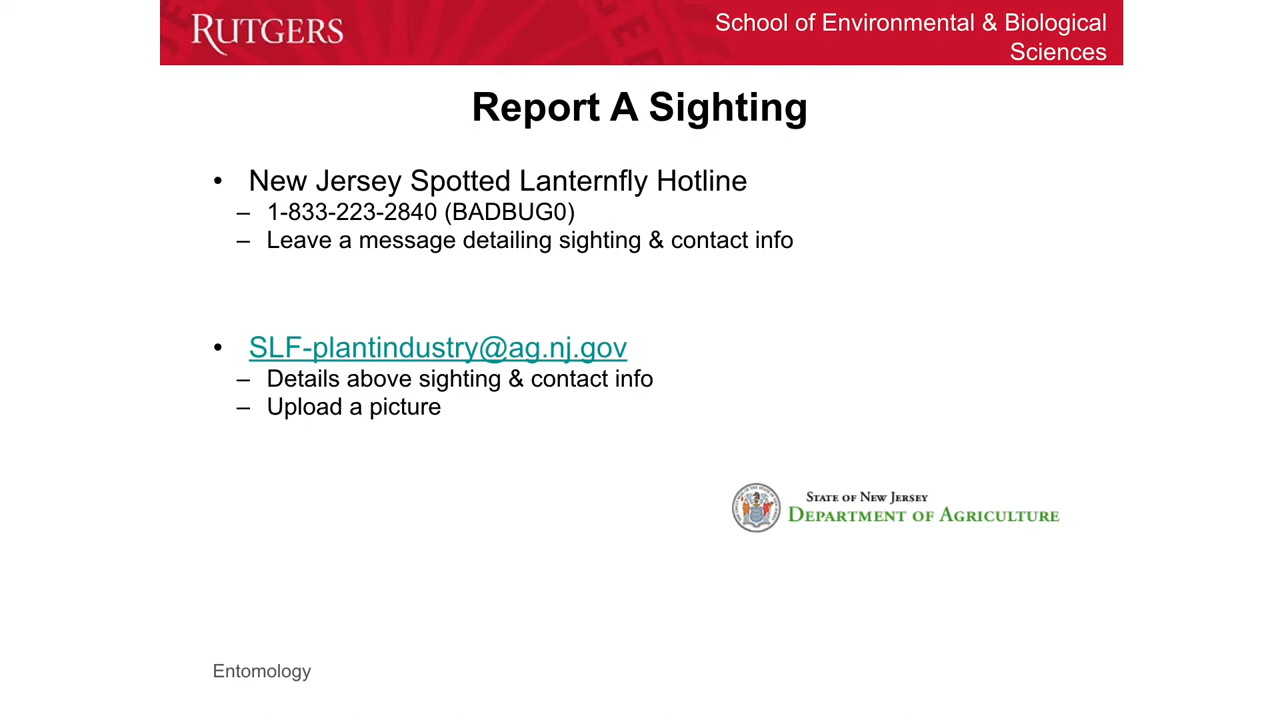 RUTGERS
School of Environmental & Biological
Sciences
Report A Sighting
• New Jersey Spotted Lanternfly Hotline
– 1-833-223-2840 (BADBUG0)
– Leave a message detailing sighting & contact info
• SLF-plantindustry@ag.nj.gov
– Details above sighting & contact info
– Upload a picture
STATE OF NEW JERSEY
DEPARTMENT OF AGRICULTURE
Entomology